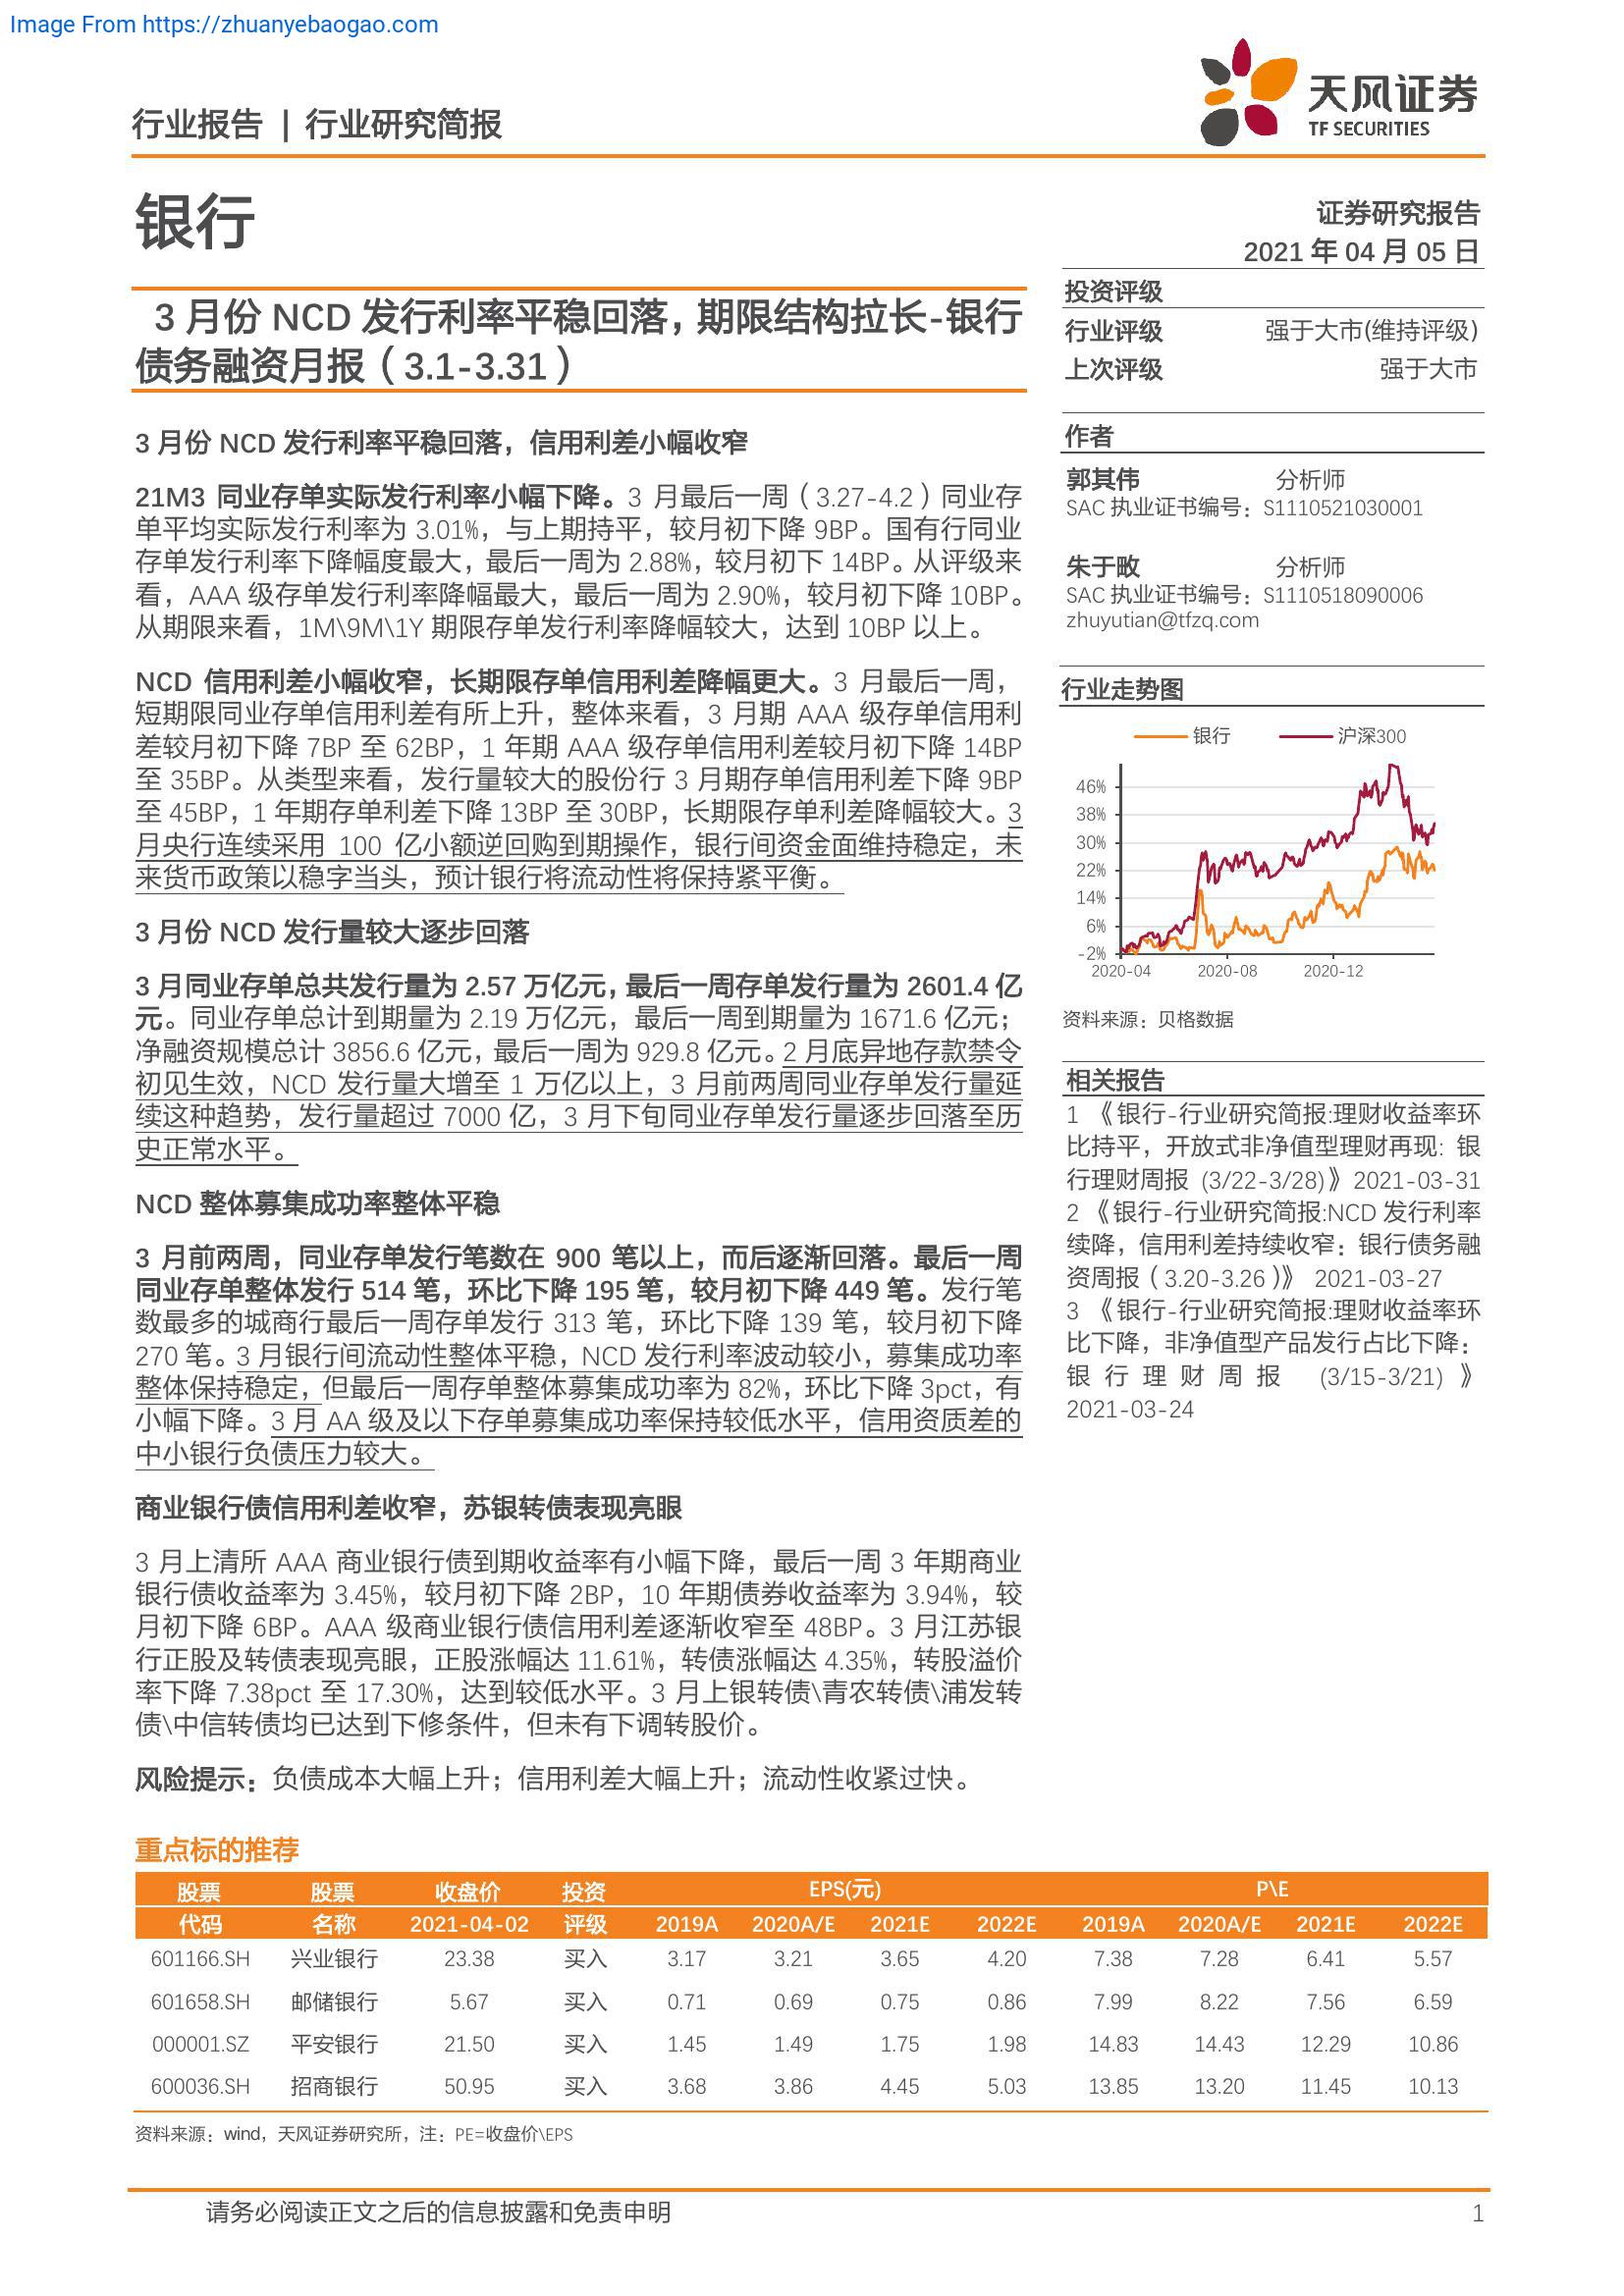 Image From https://zhuanyebaogao.com
行业报告 | 行业研究简报
天风证券
TF SECURITIES
银行
证券研究报告
2021 年 04 月 05 日
3 月份 NCD 发行利率平稳回落，期限结构拉长-银行
债务融资月报（3.1-3.31）
3 月份 NCD 发行利率平稳回落，信用利差小幅收窄
21M3 同业存单实际发行利率小幅下降。3 月最后一周（3.27-4.2）同业存
单平均实际发行利率为 3.01%，与上期持平，较月初下降 9BP。国有行同业
存单发行利率下降幅度最大，最后一周为 2.88%，较月初下 14BP。从评级来
看，AAA 级存单发行利率降幅最大，最后一周为 2.90%，较月初下降 10BP。
从期限来看，1M\9M\1Y 期限存单发行利率降幅较大，达到 10BP 以上。
NCD 信用利差小幅收窄，长期限存单信用利差降幅更大。3 月最后一周，
短期限同业存单信用利差有所上升，整体来看，3 月期 AAA 级存单信用利
差较月初下降 7BP 至 62BP，1 年期 AAA 级存单信用利差较月初下降 14BP
至 35BP。从类型来看，发行量较大的股份行 3 月期存单信用利差下降 9BP
至 45BP，1 年期存单利差下降 13BP 至 30BP，长期限存单利差降幅较大。3
月央行连续采用 100 亿小额逆回购到期操作，银行间资金面维持稳定，未
来货币政策以稳字当头，预计银行将流动性将保持紧平衡。
3 月份 NCD 发行量较大逐步回落
3 月同业存单总共发行量为 2.57 万亿元，最后一周存单发行量为 2601.4 亿
元。同业存单总计到期量为 2.19 万亿元，最后一周到期量为 1671.6 亿元；
净融资规模总计 3856.6 亿元，最后一周为 929.8 亿元。2 月底异地存款禁令
初见生效，NCD 发行量大增至 1 万亿以上，3 月前两周同业存单发行量延
续这种趋势，发行量超过 7000 亿，3 月下旬同业存单发行量逐步回落至历
史正常水平。
NCD 整体募集成功率整体平稳
3 月前两周，同业存单发行笔数在 900 笔以上，而后逐渐回落。最后一周
同业存单整体发行 514 笔，环比下降 195 笔，较月初下降 449 笔。发行笔
数最多的城商行最后一周存单发行 313 笔，环比下降 139 笔，较月初下降
270 笔。3 月银行间流动性整体平稳，NCD 发行利率波动较小，募集成功率
整体保持稳定，但最后一周存单整体募集成功率为 82%，环比下降 3pct，有
小幅下降。3 月 AA 级及以下存单募集成功率保持较低水平，信用资质差的
中小银行负债压力较大。
商业银行债信用利差收窄，苏银转债表现亮眼
3 月上清所 AAA 商业银行债到期收益率有小幅下降，最后一周 3 年期商业
银行债收益率为 3.45%，较月初下降 2BP，10 年期债券收益率为 3.94%，较
月初下降 6BP。AAA 级商业银行债信用利差逐渐收窄至 48BP。3 月江苏银
行正股及转债表现亮眼，正股涨幅达 11.61%，转债涨幅达 4.35%，转股溢价
率下降 7.38pct 至 17.30%，达到较低水平。3 月上银转债\青农转债\浦发转
债\中信转债均已达到下修条件，但未有下调转股价。
风险提示：负债成本大幅上升；信用利差大幅上升；流动性收紧过快。
投资评级
行业评级 强于大市(维持评级)
上次评级 强于大市
作者
郭其伟 分析师
SAC 执业证书编号：S1110521030001
朱于畋 分析师
SAC 执业证书编号：S1110518090006
zhuyutian@tfzq.com
行业走势图
银行 沪深300
46%
38%
30%
22%
14%
6%
-2%
2020-04 2020-08 2020-12
资料来源：贝格数据
相关报告
1 《银行-行业研究简报:理财收益率环
比持平，开放式非净值型理财再现: 银
行理财周报 (3/22-3/28)》 2021-03-31
2 《银行-行业研究简报:NCD 发行利率
续降，信用利差持续收窄：银行债务融
资周报（3.20-3.26）》 2021-03-27
3 《银行-行业研究简报:理财收益率环
比下降，非净值型产品发行占比下降：
银行理财周报 (3/15-3/21)》
2021-03-24
重点标的推荐
股票 股票 收盘价 投资 EPS(元) P\E
代码 名称 2021-04-02 评级 2019A 2020A/E 2021E 2022E 2019A 2020A/E 2021E 2022E
601166.SH 兴业银行 23.38 买入 3.17 3.21 3.65 4.20 7.38 7.28 6.41 5.57
601658.SH 邮储银行 5.67 买入 0.71 0.69 0.75 0.86 7.99 8.22 7.56 6.59
000001.SZ 平安银行 21.50 买入 1.45 1.49 1.75 1.98 14.83 14.43 12.29 10.86
600036.SH 招商银行 50.95 买入 3.68 3.86 4.45 5.03 13.85 13.20 11.45 10.13
资料来源：wind，天风证券研究所，注：PE=收盘价\EPS
请务必阅读正文之后的信息披露和免责申明 1